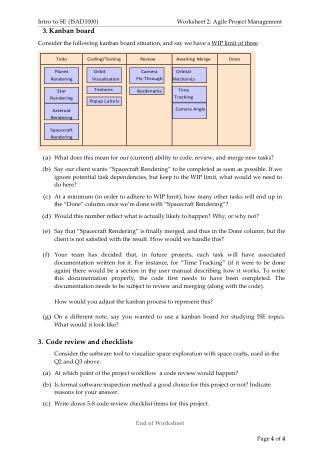 Intro to SE (ISAD1000)
Worksheet 2: Agile Project Management
3. Kanban board
Consider the following kanban board situation, and say we have a WIP limit of three.
Todo Coding/Testing Review Awaiting Merge Done
Planet Rendering
Star Rendering
Asteroid Rendering
Spacecraft Rendering
Orbit Visualisation
Textures
Popup Labels
Camera Fly-Through
Bookmarks
Orbital Mechanics
Time Tracking
Camera Angle
(a) What does this mean for our (current) ability to code, review, and merge new tasks?
(b) Say our client wants "Spacecraft Rendering" to be completed as soon as possible. If we
ignore potential task dependencies, but keep to the WIP limit, what would we need to
do here?
(c) At a minimum (in order to adhere to WIP limit), how many other tasks will end up in
the "Done" column once we're done with "Spacecraft Rendering"?
(d) Would this number reflect what is actually likely to happen? Why, or why not?
(e) Say that "Spacecraft Rendering" is finally merged, and thus in the Done column, but the
client is not satisfied with the result. How would we handle this?
(f) Your team has decided that, in future projects, each task will have associated
documentation written for it. For instance, for "Time Tracking" (if it were to be done
again) there would be a section in the user manual describing how it works. To write
this documentation properly, the code first needs to have been completed. The
documentation needs to be subject to review and merging (along with the code).
How would you adjust the kanban process to represent this?
(g) On a different note, say you wanted to use a kanban board for studying ISE topics.
What would it look like?
3. Code review and checklists
Consider the software tool to visualize space exploration with space crafts, used in the
Q2 and Q3 above.
(a) At which point of the project workflow a code review would happen?
(b) Is formal software inspection method a good choice for this project or not? Indicate
reasons for your answer.
(c) Write down 5-8 code review checklist items for this project.
End of Worksheet
Page 4 of 4